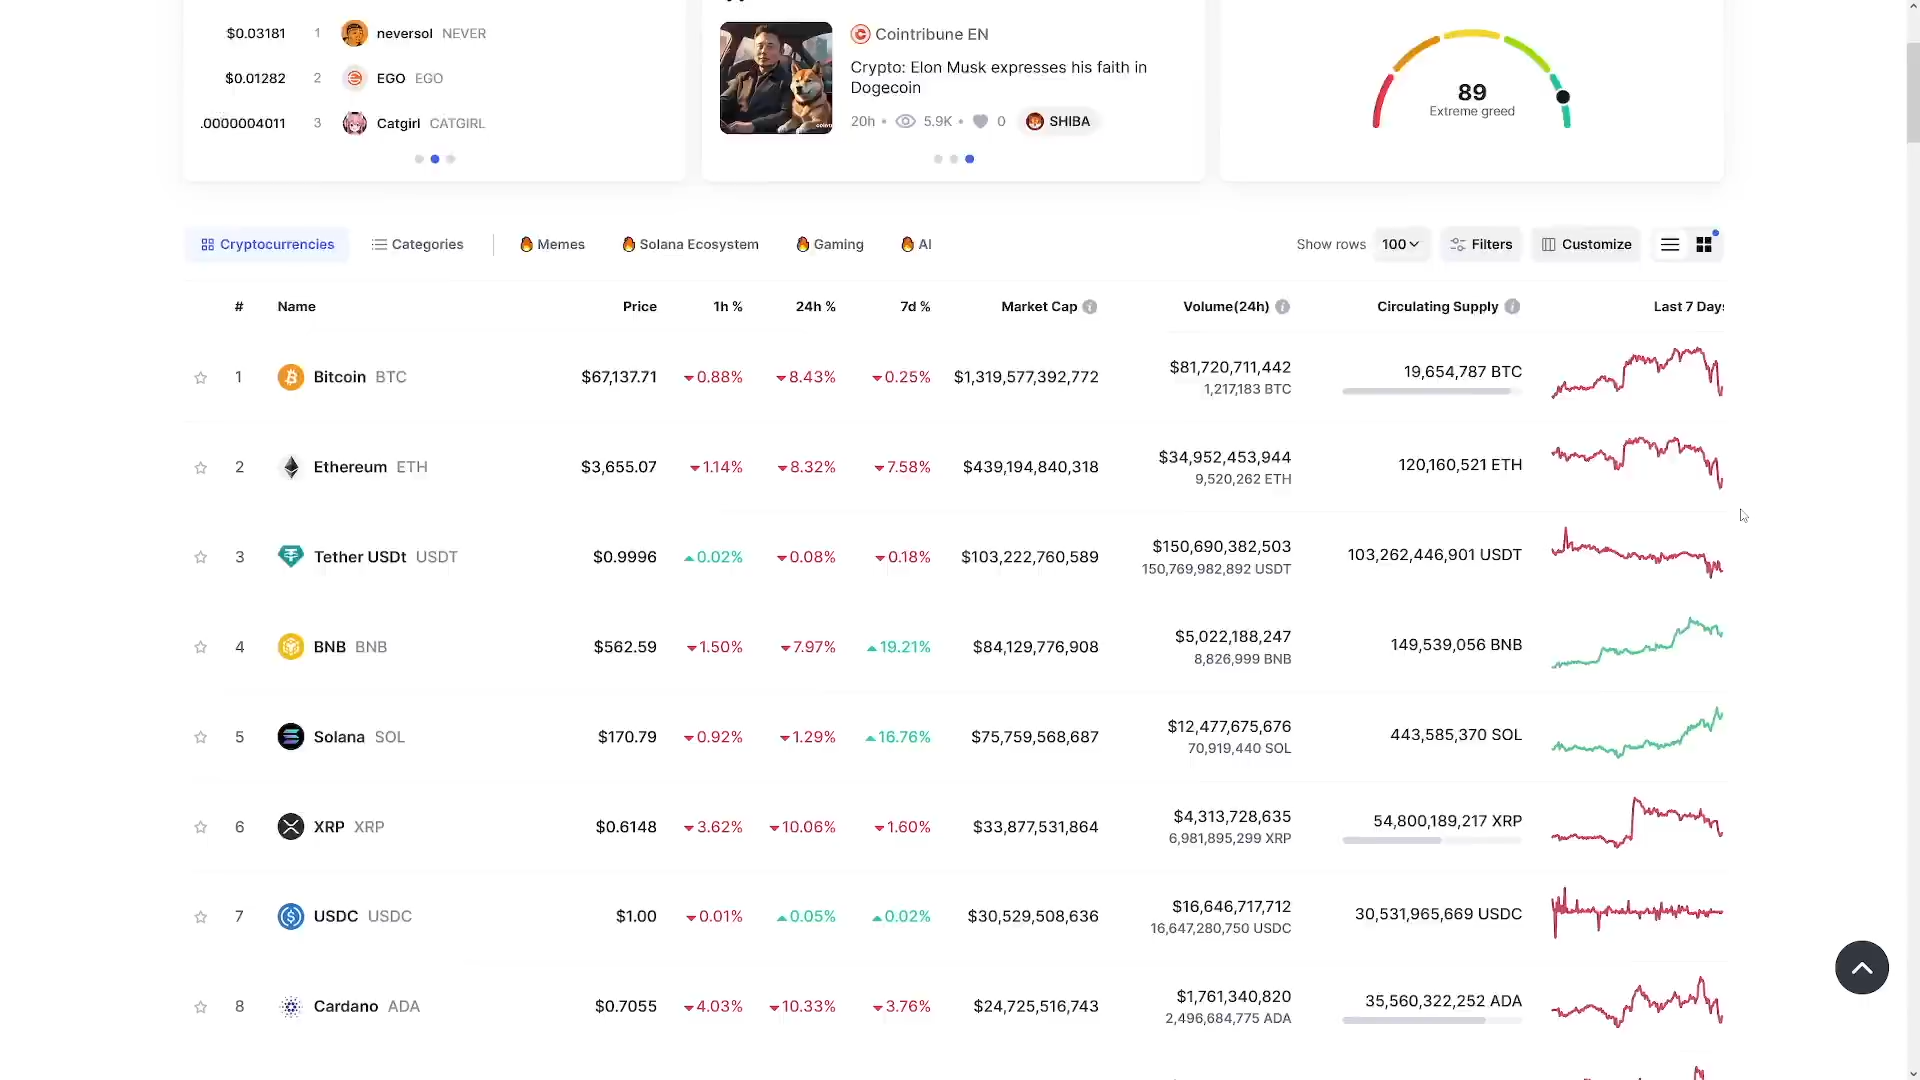 $0.03181 1 neversol NEVER
$0.01282 2 EGO EGO
.0000004011 3 Catgirl CATGIRL
Cointribune EN
Crypto: Elon Musk expresses his faith in
Dogecoin
20h • 5.9K • 0 SHIBA
89
Extreme greed
Cryptocurrencies Categories Memes Solana Ecosystem Gaming AI Show rows 100 Filters Customize
# Name Price 1h % 24h % 7d % Market Cap Volume(24h) Circulating Supply Last 7 Days
1 Bitcoin BTC $67,137.71 0.88% 8.43% 0.25% $1,319,577,392,772 $81,720,711,442 19,654,787 BTC
1,217,183 BTC
2 Ethereum ETH $3,655.07 1.14% 8.32% 7.58% $439,194,840,318 $34,952,453,944 120,160,521 ETH
9,520,262 ETH
3 Tether USDt USDT $0.9996 0.02% 0.08% 0.18% $103,222,760,589 $150,690,382,503 103,262,446,901 USDT
150,769,982,892 USDT
4 BNB BNB $562.59 1.50% 7.97% 19.21% $84,129,776,908 $5,022,188,247 149,539,056 BNB
8,826,999 BNB
5 Solana SOL $170.79 0.92% 1.29% 16.76% $75,759,568,687 $12,477,675,676 443,585,370 SOL
70,919,440 SOL
6 XRP XRP $0.6148 3.62% 10.06% 1.60% $33,877,531,864 $4,313,728,635 54,800,189,217 XRP
6,981,895,299 XRP
7 USDC USDC $1.00 0.01% 0.05% 0.02% $30,529,508,636 $16,646,717,712 30,531,965,669 USDC
16,647,280,750 USDC
8 Cardano ADA $0.7055 4.03% 10.33% 3.76% $24,725,516,743 $1,761,340,820 35,560,322,252 ADA
2,496,684,775 ADA